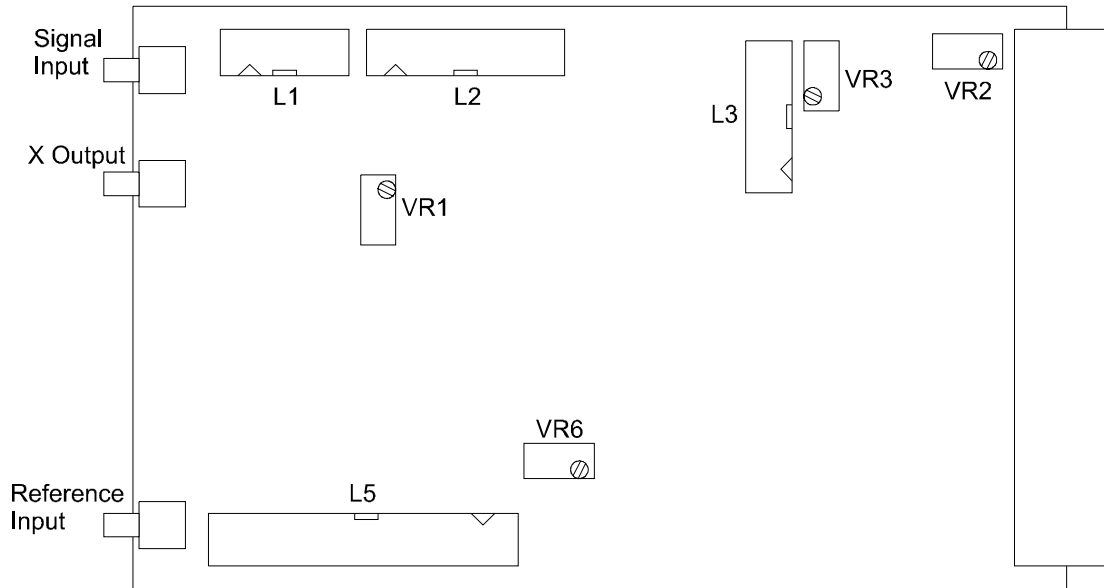 Signal
Input
L1
L2
L3
VR3
VR2
X Output
VR1
VR6
Reference
Input
L5